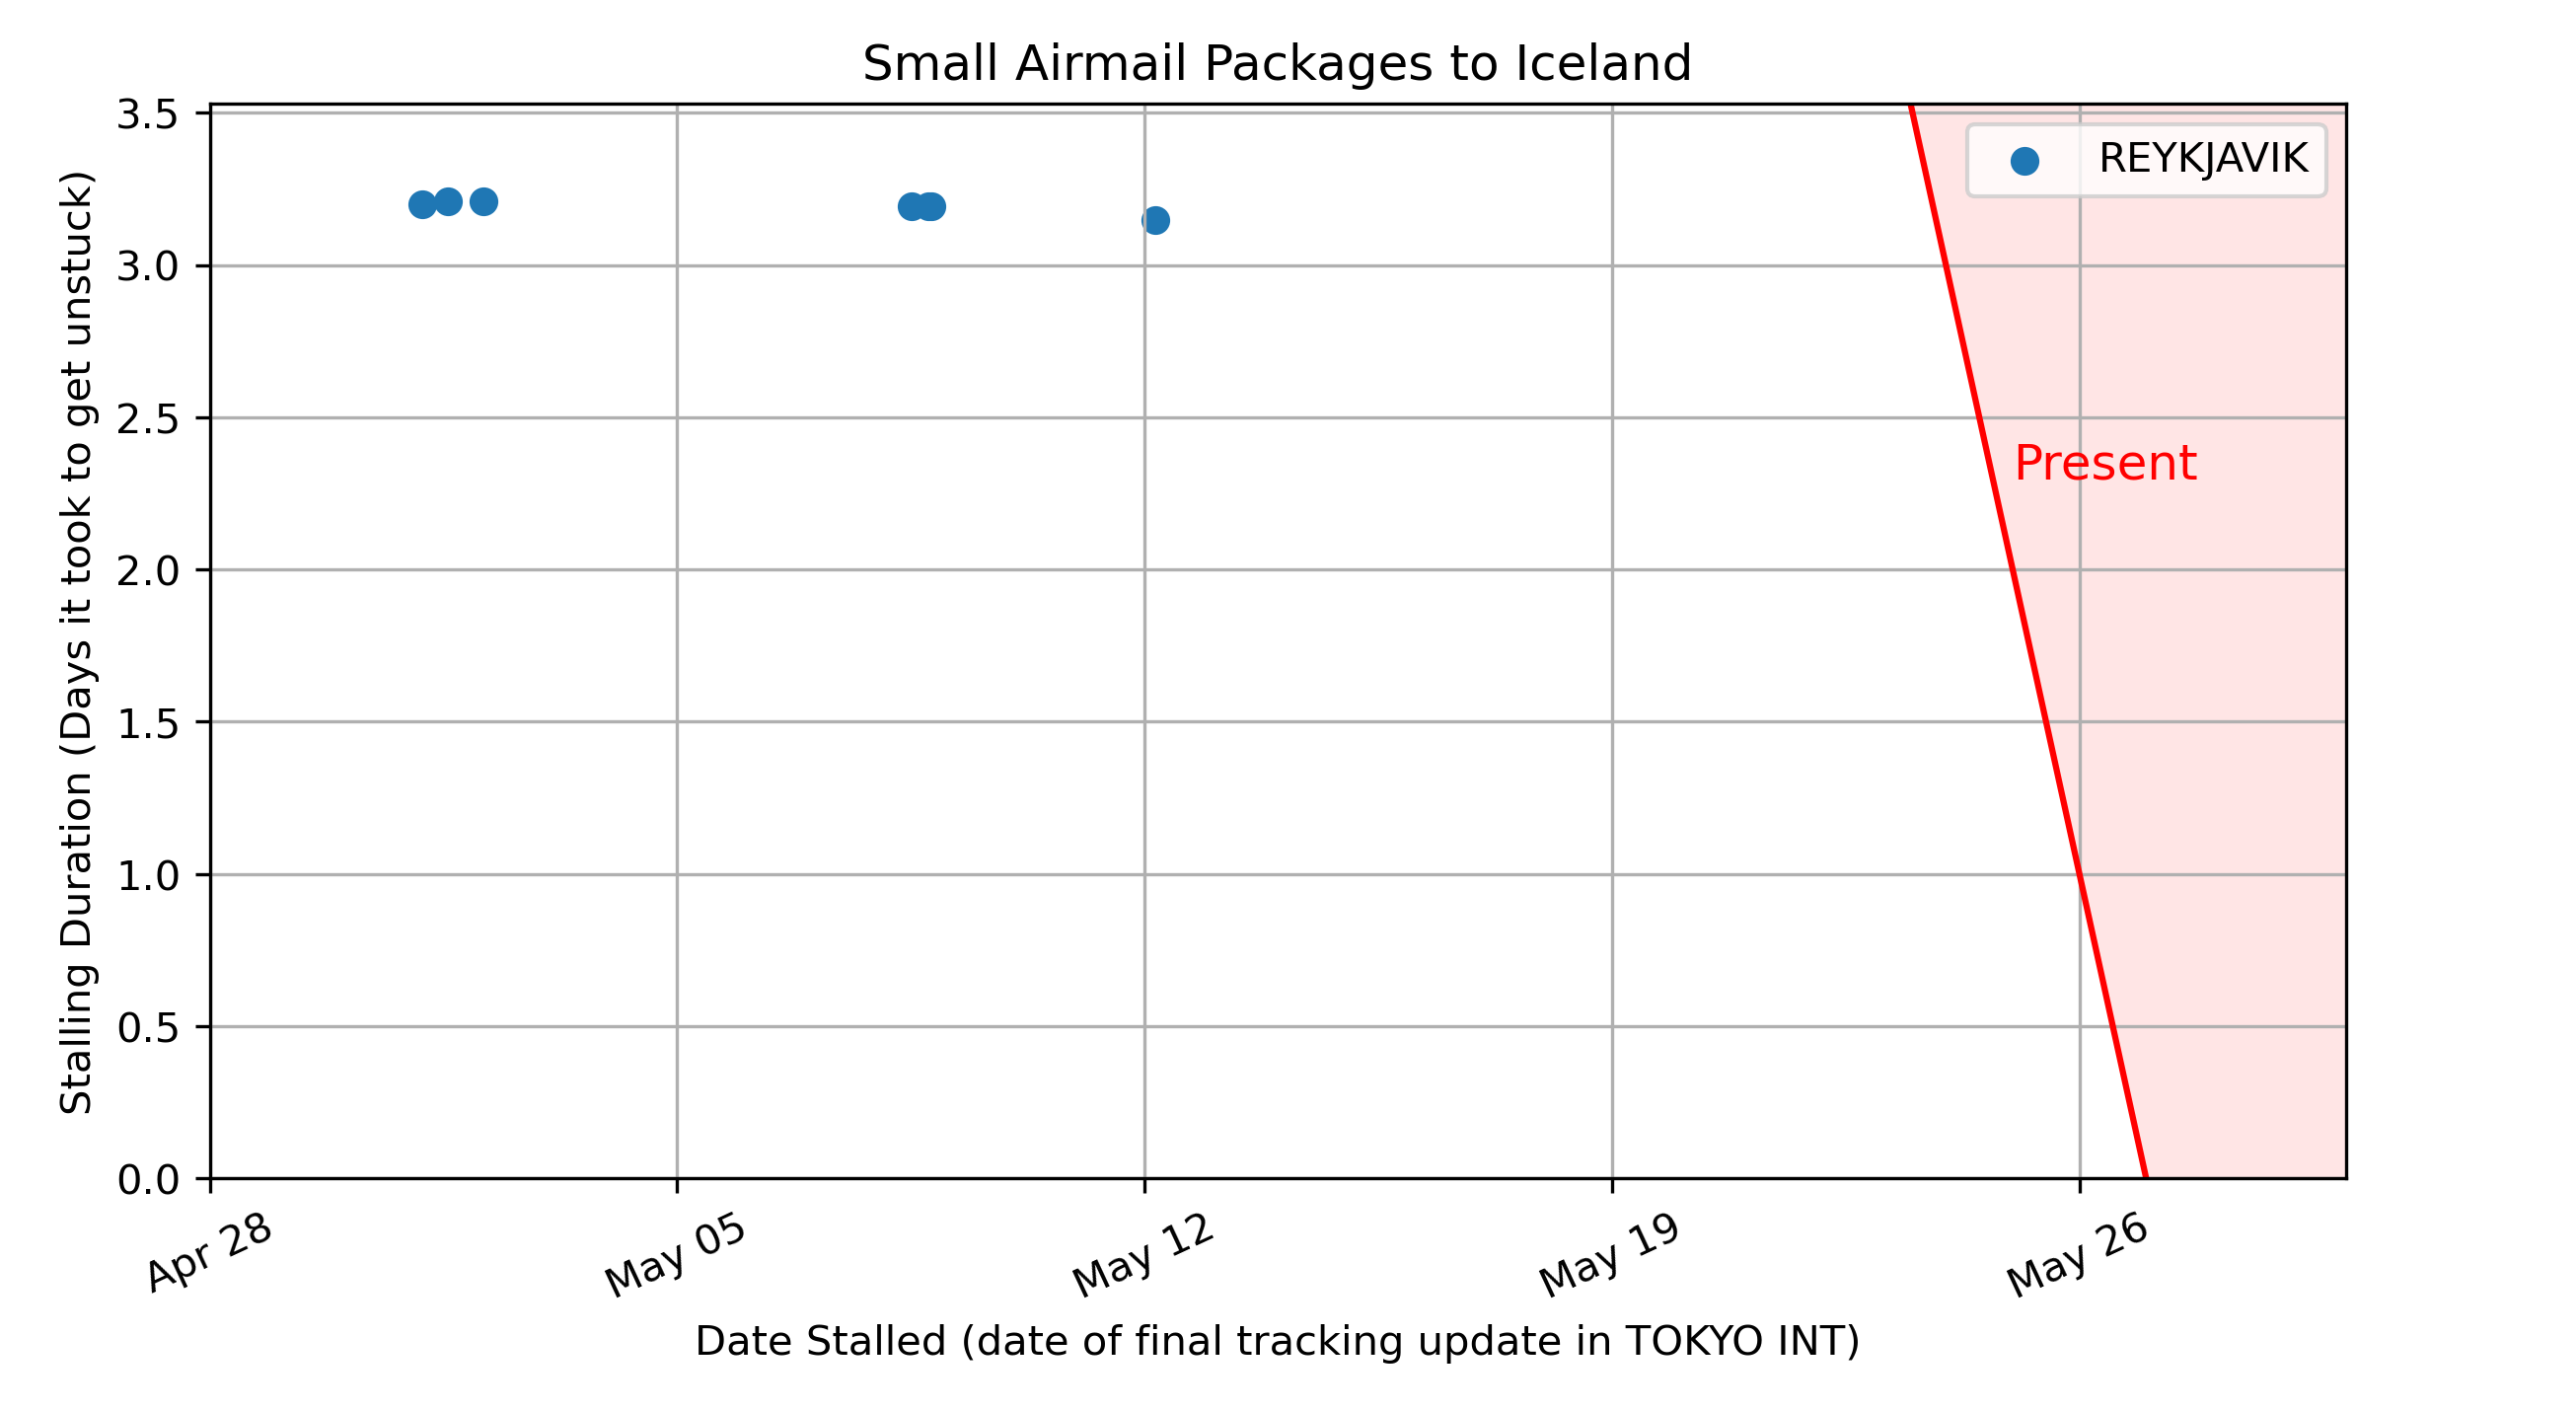 Small Airmail Packages to Iceland
Stalling Duration (Days it took to get unstuck)
3.5
3.0
2.5
2.0
1.5
1.0
0.5
0.0
REYKJAVIK
Present
Apr 28
May 05
May 12
May 19
May 26
Date Stalled (date of final tracking update in TOKYO INT)